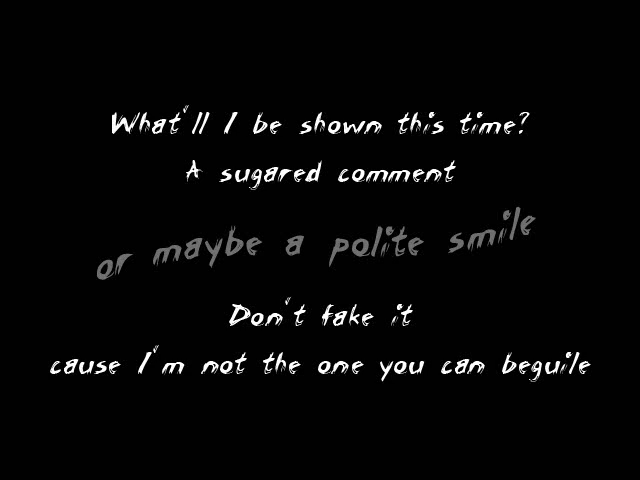 What'll I be shown this time?
A sugared comment
or maybe a polite smile
Don't fake it
cause I'm not the one you can beguile